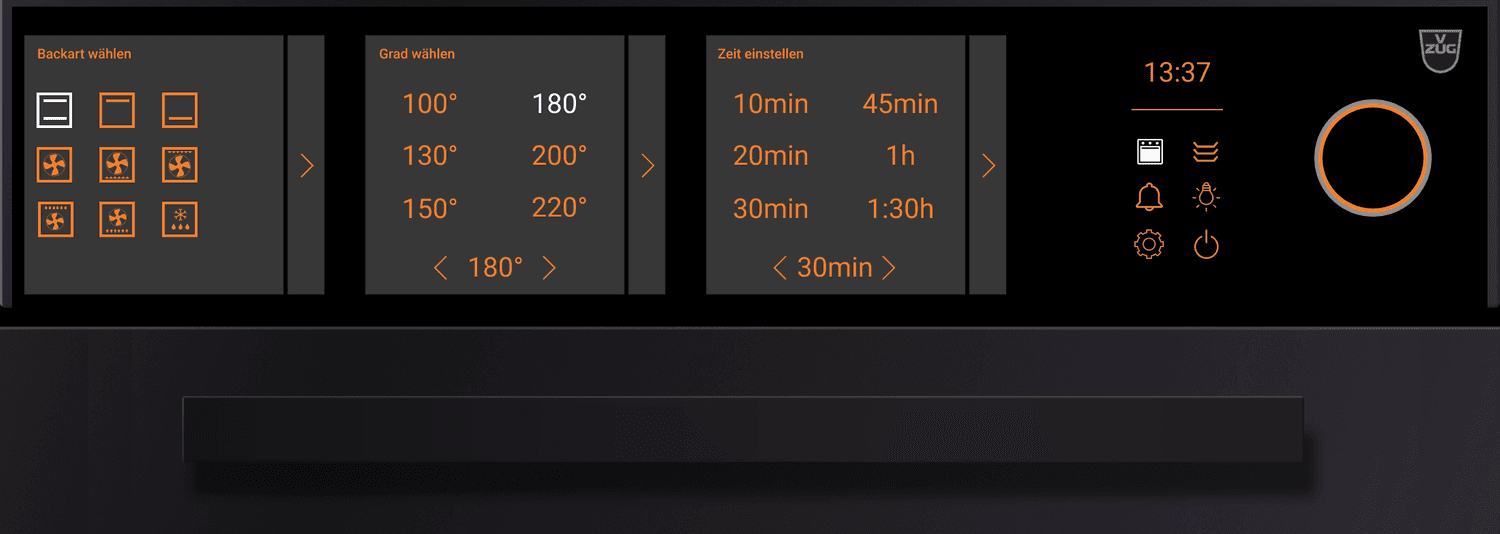 Backart wählen
Grad wählen
100° 180°
130° 200°
150° 220°
180°
Zeit einstellen
10min 45min
20min 1h
30min 1:30h
30min
13:37
V
ZUG